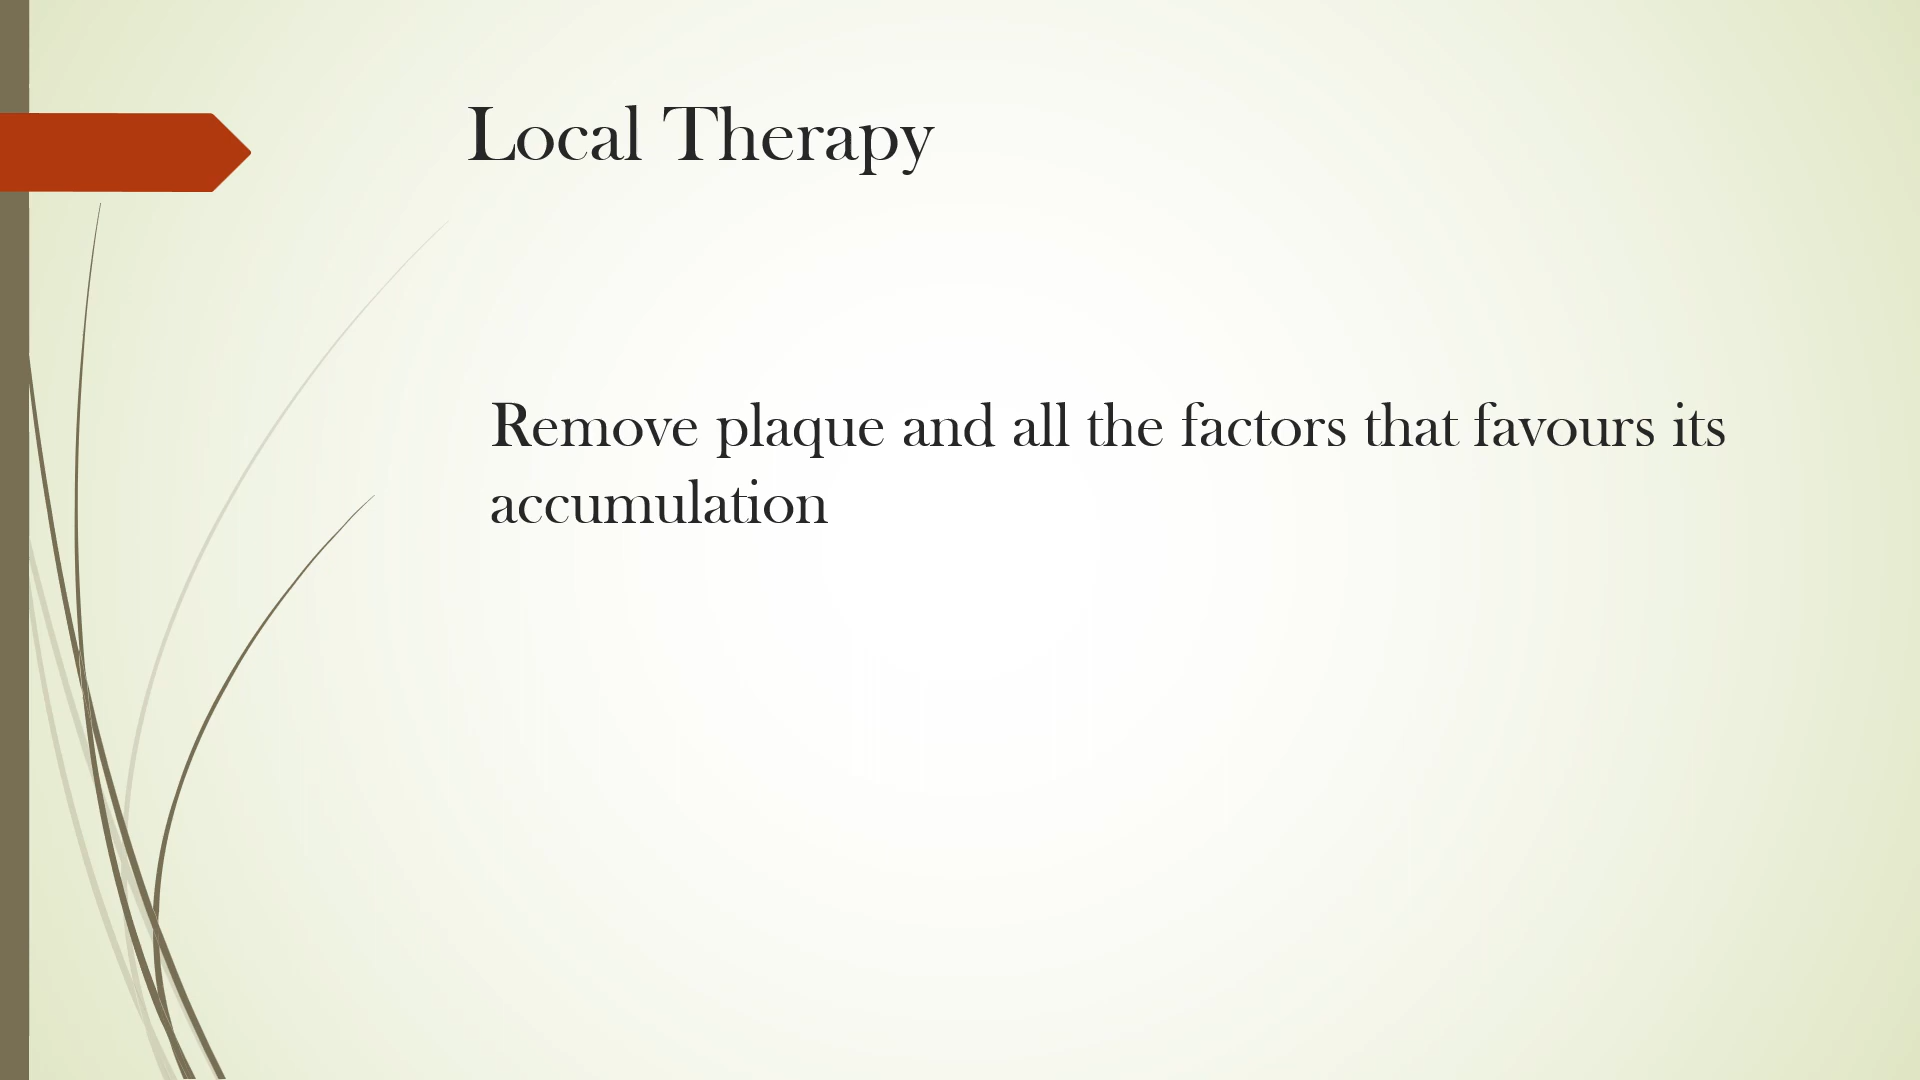 Local Therapy
Remove plaque and all the factors that favours its
accumulation